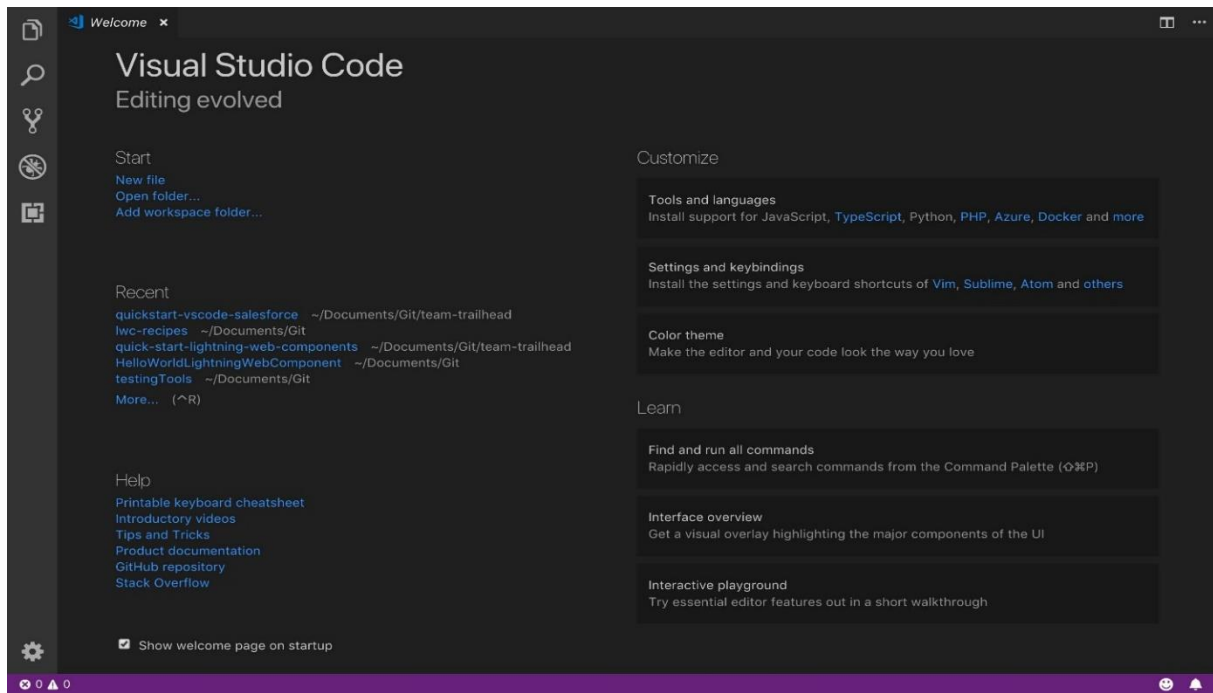 Welcome ×
Visual Studio Code
Editing evolved
Start
New file
Open folder...
Add workspace folder...
Recent
quickstart-vscode-salesforce ~/Documents/Git/team-trailhead
lwc-recipes ~/Documents/Git
quick-start-lightning-web-components ~/Documents/Git/team-trailhead
HelloWorldLightningWebComponent ~/Documents/Git
testingTools ~/Documents/Git
More... (^R)
Help
Printable keyboard cheatsheet
Introductory videos
Tips and Tricks
Product documentation
GitHub repository
Stack Overflow
Show welcome page on startup
Customize
Tools and languages
Install support for JavaScript, TypeScript, Python, PHP, Azure, Docker and more
Settings and keybindings
Install the settings and keyboard shortcuts of Vim, Sublime, Atom and others
Color theme
Make the editor and your code look the way you love
Learn
Find and run all commands
Rapidly access and search commands from the Command Palette (⇧⌘P)
Interface overview
Get a visual overlay highlighting the major components of the UI
Interactive playground
Try essential editor features out in a short walkthrough
0 0